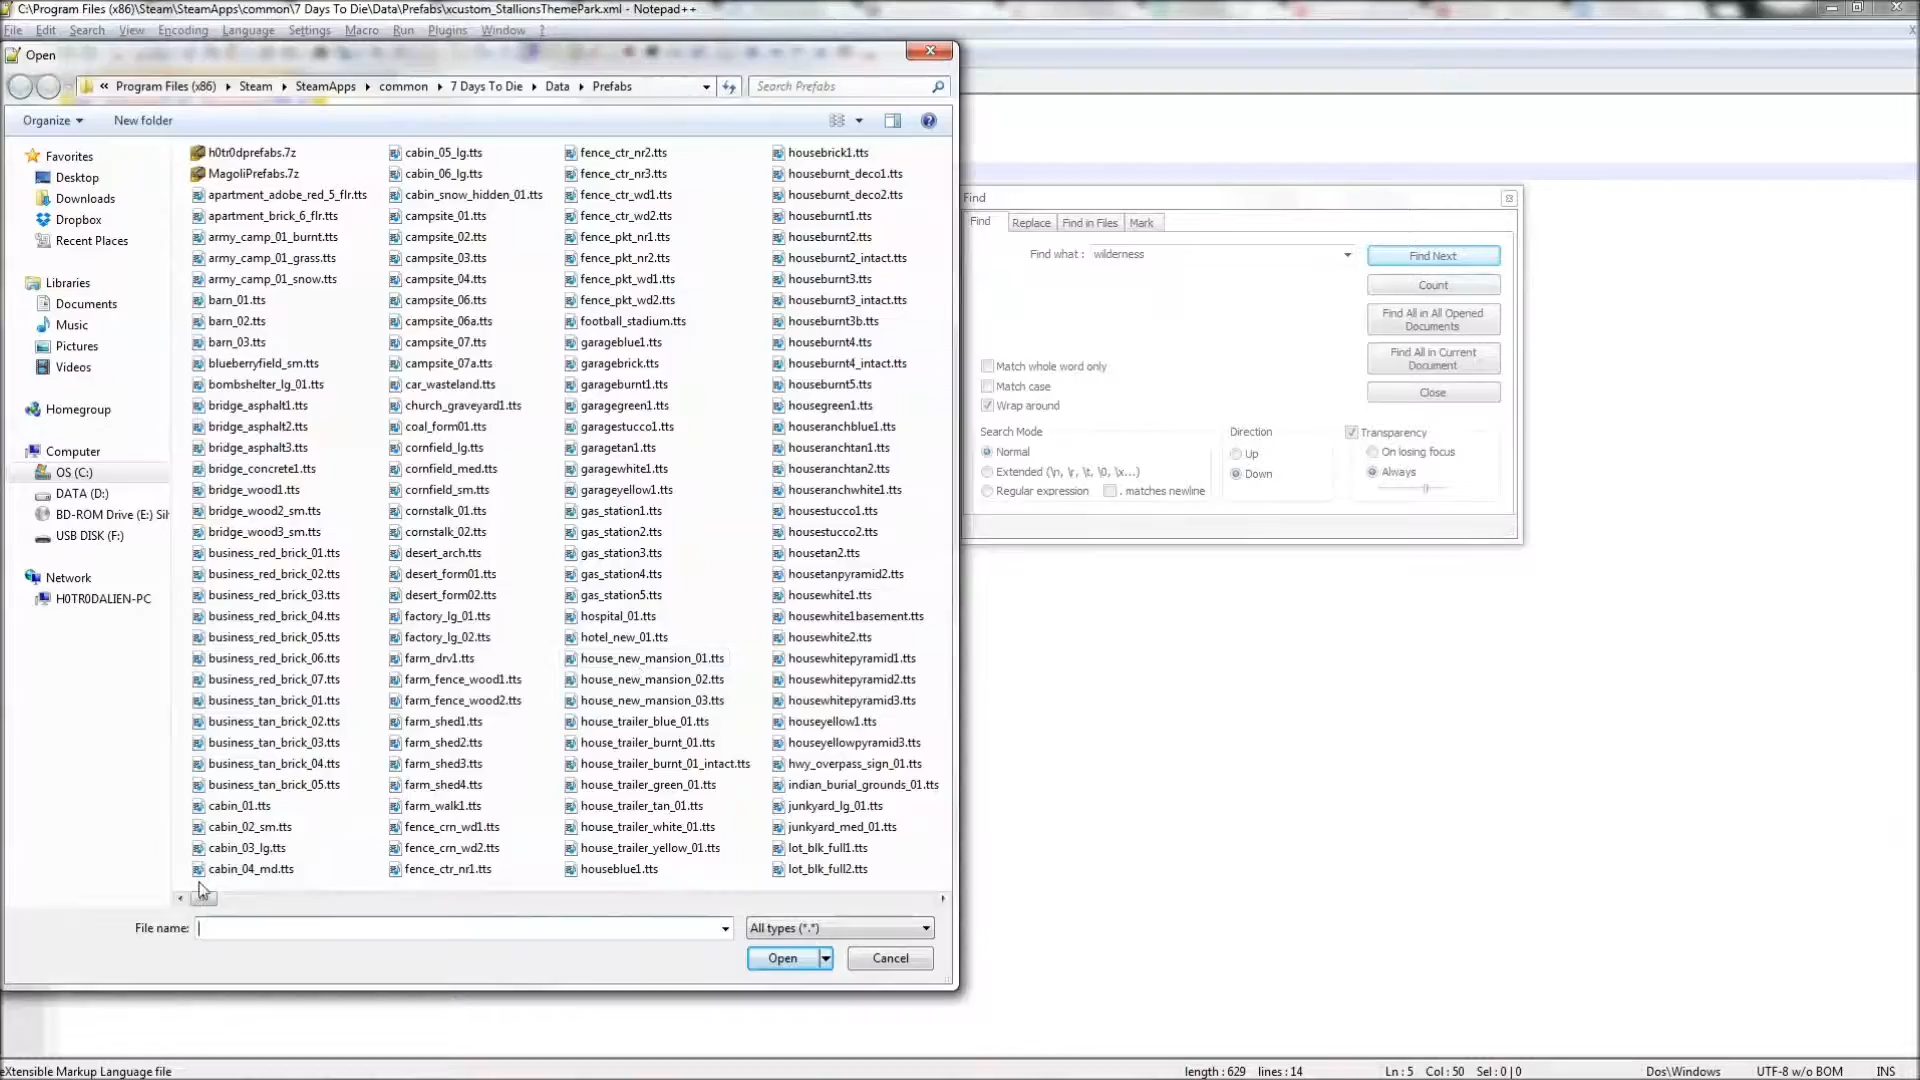 C:\Program Files (x86)\Steam\SteamApps\common\7 Days To Die\Data\Prefabs\xcustom_StallionsThemePark.xml - Notepad++
File Edit Search View Encoding Language Settings Macro Run Plugins Window ?
Open
« Program Files (x86) Steam SteamApps common 7 Days To Die Data Prefabs
Search Prefabs
Organize New folder
Favorites
Desktop
Downloads
Dropbox
Recent Places
Libraries
Documents
Music
Pictures
Videos
Homegroup
Computer
OS (C:)
DATA (D:)
BD-ROM Drive (E:) Sil
USB DISK (F:)
Network
H0TR0DALIEN-PC
h0tr0dprefabs.7z
MagoliPrefabs.7z
apartment_adobe_red_5_flr.tts
apartment_brick_6_flr.tts
army_camp_01_burnt.tts
army_camp_01_grass.tts
army_camp_01_snow.tts
barn_01.tts
barn_02.tts
barn_03.tts
blueberryfield_sm.tts
bombshelter_lg_01.tts
bridge_asphalt1.tts
bridge_asphalt2.tts
bridge_asphalt3.tts
bridge_concrete1.tts
bridge_wood1.tts
bridge_wood2_sm.tts
bridge_wood3_sm.tts
business_red_brick_01.tts
business_red_brick_02.tts
business_red_brick_03.tts
business_red_brick_04.tts
business_red_brick_05.tts
business_red_brick_06.tts
business_red_brick_07.tts
business_tan_brick_01.tts
business_tan_brick_02.tts
business_tan_brick_03.tts
business_tan_brick_04.tts
business_tan_brick_05.tts
cabin_01.tts
cabin_02_sm.tts
cabin_03_lg.tts
cabin_04_md.tts
cabin_05_lg.tts
cabin_06_lg.tts
cabin_snow_hidden_01.tts
campsite_01.tts
campsite_02.tts
campsite_03.tts
campsite_04.tts
campsite_06.tts
campsite_06a.tts
campsite_07.tts
campsite_07a.tts
car_wasteland.tts
church_graveyard1.tts
coal_form01.tts
cornfield_lg.tts
cornfield_med.tts
cornfield_sm.tts
cornstalk_01.tts
cornstalk_02.tts
desert_arch.tts
desert_form01.tts
desert_form02.tts
factory_lg_01.tts
factory_lg_02.tts
farm_drv1.tts
farm_fence_wood1.tts
farm_fence_wood2.tts
farm_shed1.tts
farm_shed2.tts
farm_shed3.tts
farm_shed4.tts
farm_walk1.tts
fence_crn_wd1.tts
fence_crn_wd2.tts
fence_ctr_nr1.tts
fence_ctr_nr2.tts
fence_ctr_nr3.tts
fence_ctr_wd1.tts
fence_ctr_wd2.tts
fence_pkt_nr1.tts
fence_pkt_nr2.tts
fence_pkt_wd1.tts
fence_pkt_wd2.tts
football_stadium.tts
garageblue1.tts
garagebrick.tts
garageburnt1.tts
garagegreen1.tts
garagestucco1.tts
garagetan1.tts
garagewhite1.tts
garageyellow1.tts
gas_station1.tts
gas_station2.tts
gas_station3.tts
gas_station4.tts
gas_station5.tts
hospital_01.tts
hotel_new_01.tts
house_new_mansion_01.tts
house_new_mansion_02.tts
house_new_mansion_03.tts
house_trailer_blue_01.tts
house_trailer_burnt_01.tts
house_trailer_burnt_01_intact.tts
house_trailer_green_01.tts
house_trailer_tan_01.tts
house_trailer_white_01.tts
house_trailer_yellow_01.tts
houseblue1.tts
housebrick1.tts
houseburnt_deco1.tts
houseburnt_deco2.tts
houseburnt1.tts
houseburnt2.tts
houseburnt2_intact.tts
houseburnt3.tts
houseburnt3_intact.tts
houseburnt3b.tts
houseburnt4.tts
houseburnt4_intact.tts
houseburnt5.tts
housegreen1.tts
houseranchblue1.tts
houseranchtan1.tts
houseranchtan2.tts
houseranchwhite1.tts
housestucco1.tts
housestucco2.tts
housetan2.tts
housetanpyramid2.tts
housewhite1.tts
housewhite1basement.tts
housewhite2.tts
housewhitepyramid1.tts
housewhitepyramid2.tts
housewhitepyramid3.tts
houseyellow1.tts
houseyellowpyramid3.tts
hwy_overpass_sign_01.tts
indian_burial_grounds_01.tts
junkyard_lg_01.tts
junkyard_med_01.tts
lot_blk_full1.tts
lot_blk_full2.tts
File name:
All types (*.*)
Open Cancel
Find
Find Replace Find in Files Mark
Find what : wilderness
Find Next
Count
Find All in All Opened
Documents
Find All in Current
Document
Close
Match whole word only
Match case
Wrap around
Search Mode
Normal
Extended (\n, \r, \t, \0, \x...)
Regular expression . matches newline
Direction
Up
Down
Transparency
On losing focus
Always
eXtensible Markup Language file length : 629 lines : 14 Ln : 5 Col : 50 Sel : 0 | 0 Dos\Windows UTF-8 w/o BOM INS